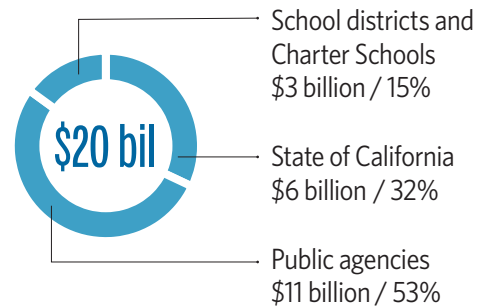 School districts and
Charter Schools
$3 billion / 15%
$20 bil
State of California
$6 billion / 32%
Public agencies
$11 billion / 53%